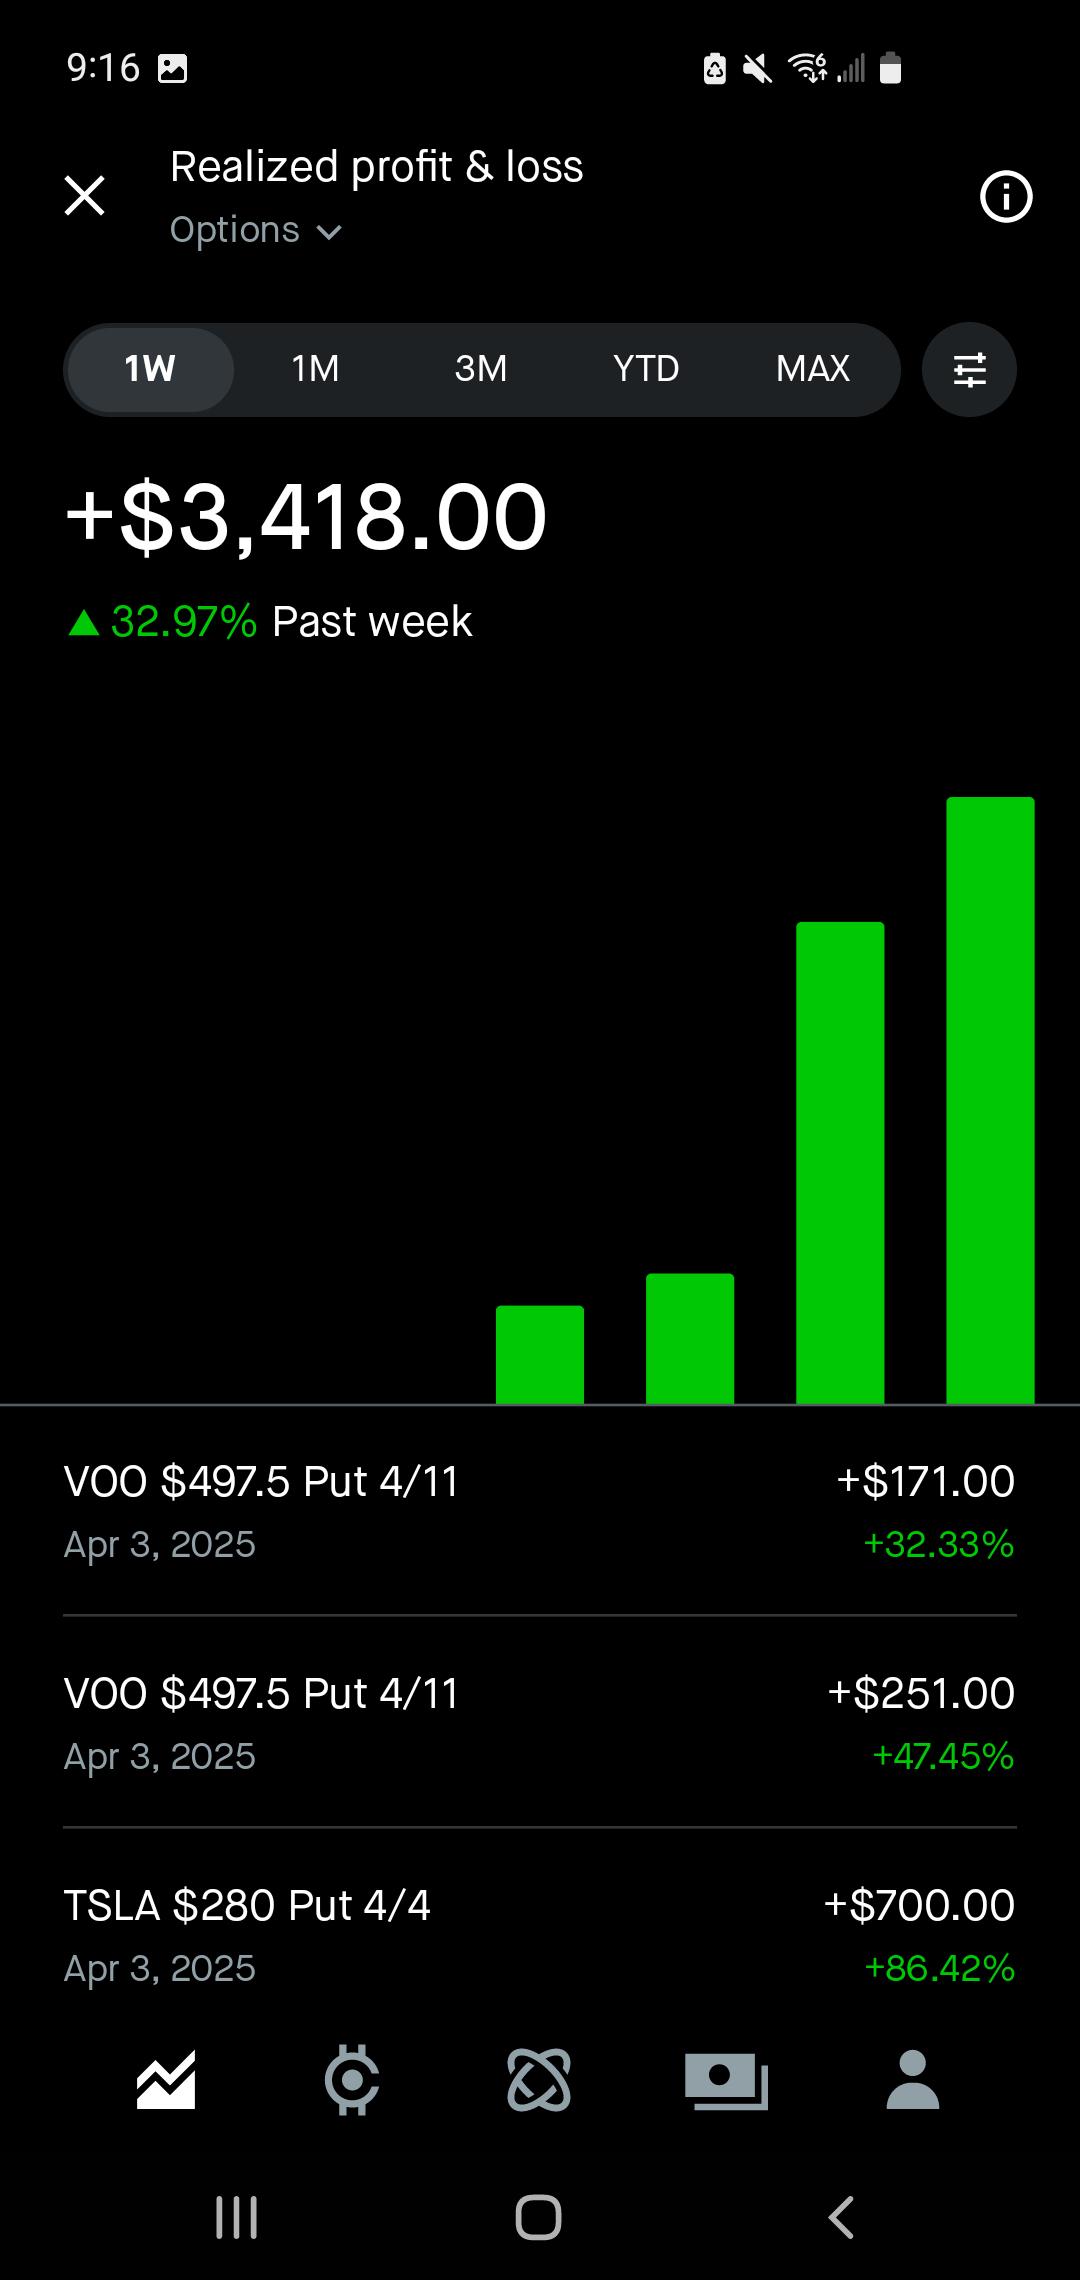 9:16
Realized profit & loss
Options
1W 1M 3M YTD MAX
+$3,418.00
▲ 32.97% Past week
VOO $497.5 Put 4/11 +$171.00
Apr 3, 2025 +32.33%
VOO $497.5 Put 4/11 +$251.00
Apr 3, 2025 +47.45%
TSLA $280 Put 4/4 +$700.00
Apr 3, 2025 +86.42%